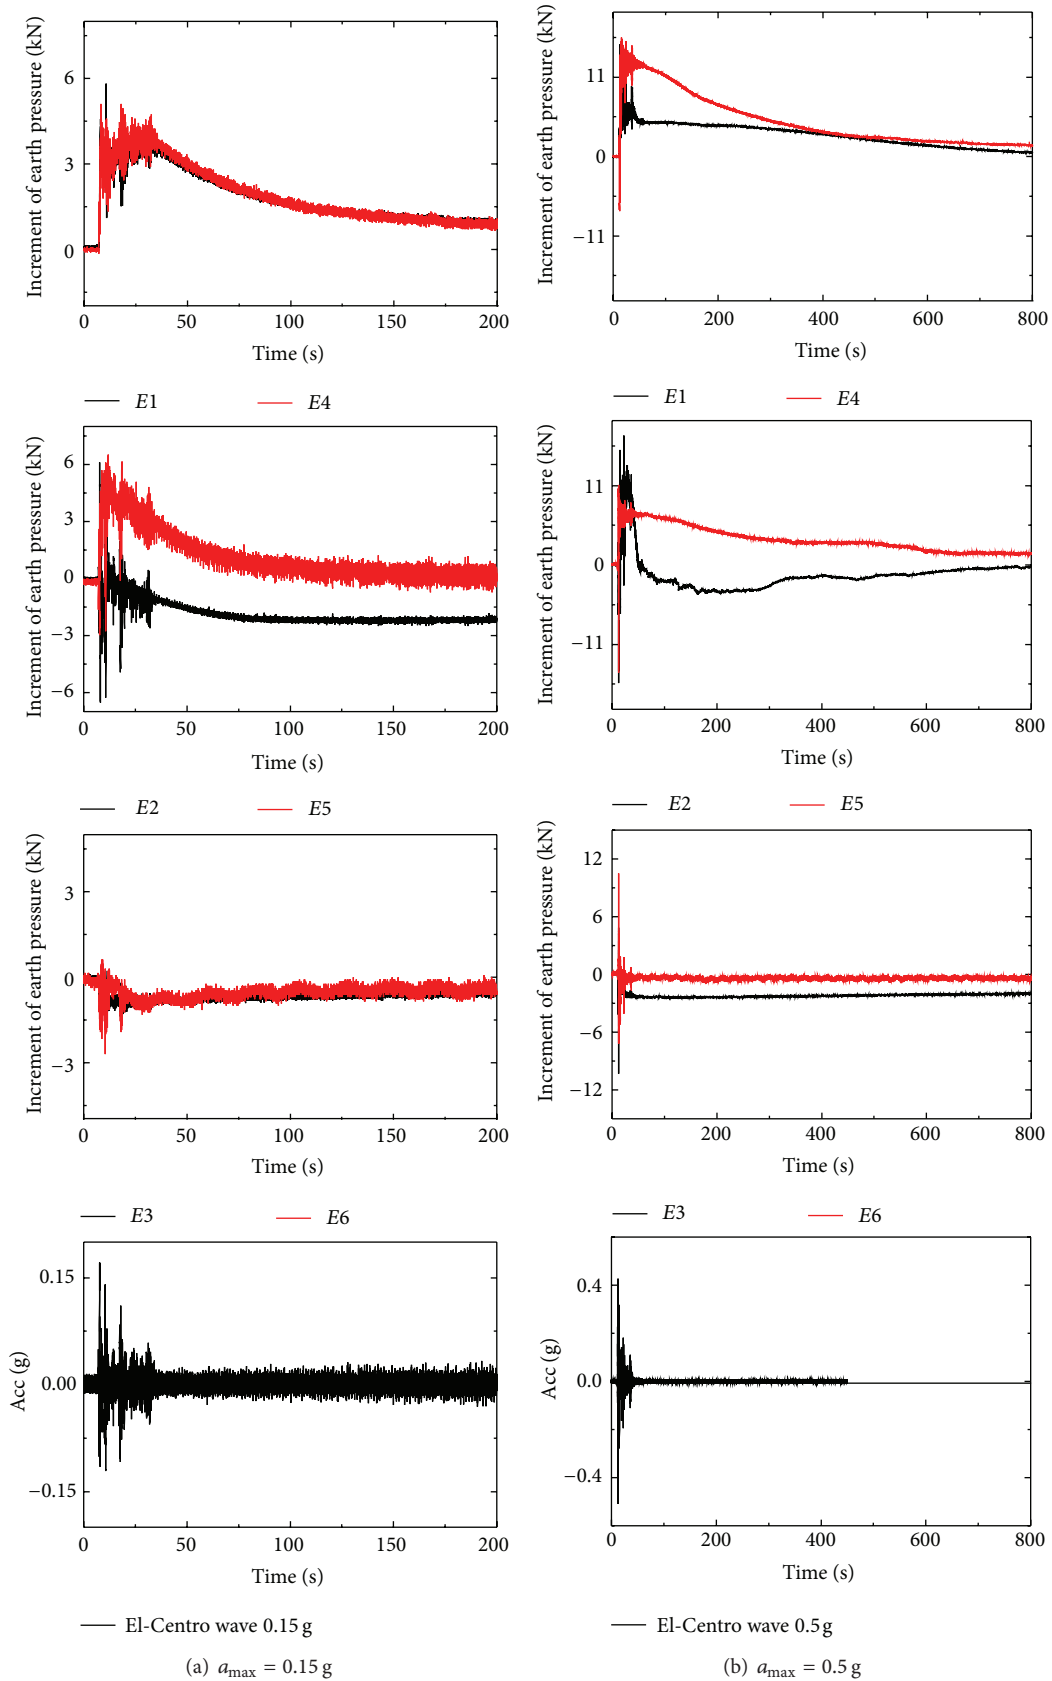 Increment of earth pressure (kN)
6
3
0
0 50 100 150 200
Time (s)
E1 E4
Increment of earth pressure (kN)
6
3
0
−3
−6
0 50 100 150 200
Time (s)
E2 E5
Increment of earth pressure (kN)
3
0
−3
0 50 100 150 200
Time (s)
E3 E6
Acc (g)
0.15
0.00
−0.15
0 50 100 150 200
Time (s)
El-Centro wave 0.15 g
(a) amax = 0.15 g
Increment of earth pressure (kN)
11
0
−11
0 200 400 600 800
Time (s)
E1 E4
Increment of earth pressure (kN)
11
0
−11
0 200 400 600 800
Time (s)
E2 E5
Increment of earth pressure (kN)
12
6
0
−6
−12
0 200 400 600 800
Time (s)
E3 E6
Acc (g)
0.4
0.0
−0.4
0 200 400 600 800
Time (s)
El-Centro wave 0.5 g
(b) amax = 0.5 g